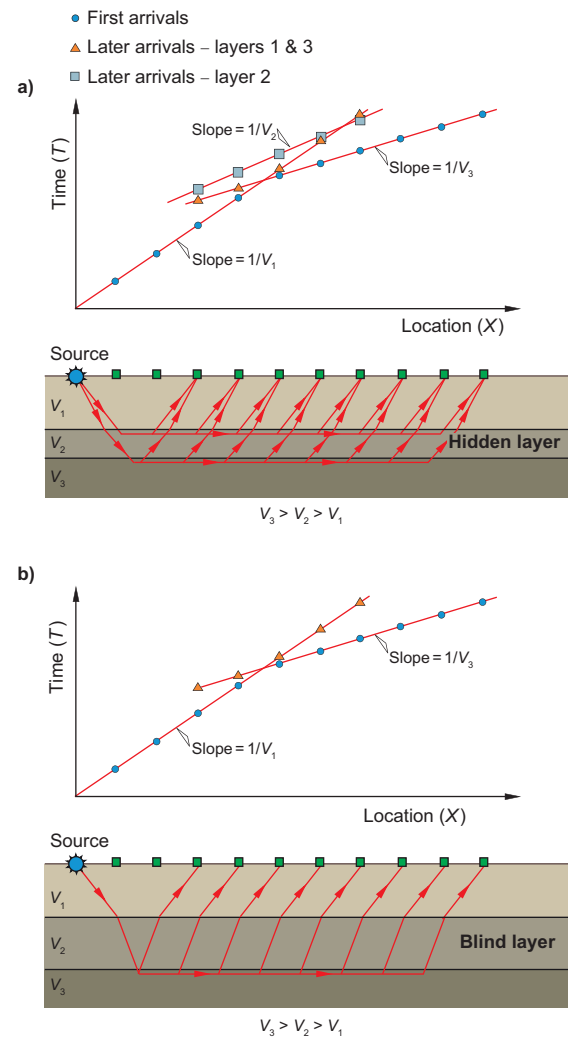 First arrivals
Later arrivals – layers 1 & 3
Later arrivals – layer 2
a)
Time (T)
Slope = 1/V2
Slope = 1/V3
Slope = 1/V1
Location (X)
Source
V1
V2
Hidden layer
V3
V3 > V2 > V1
b)
Time (T)
Slope = 1/V3
Slope = 1/V1
Location (X)
Source
V1
V2
Blind layer
V3
V3 > V2 > V1